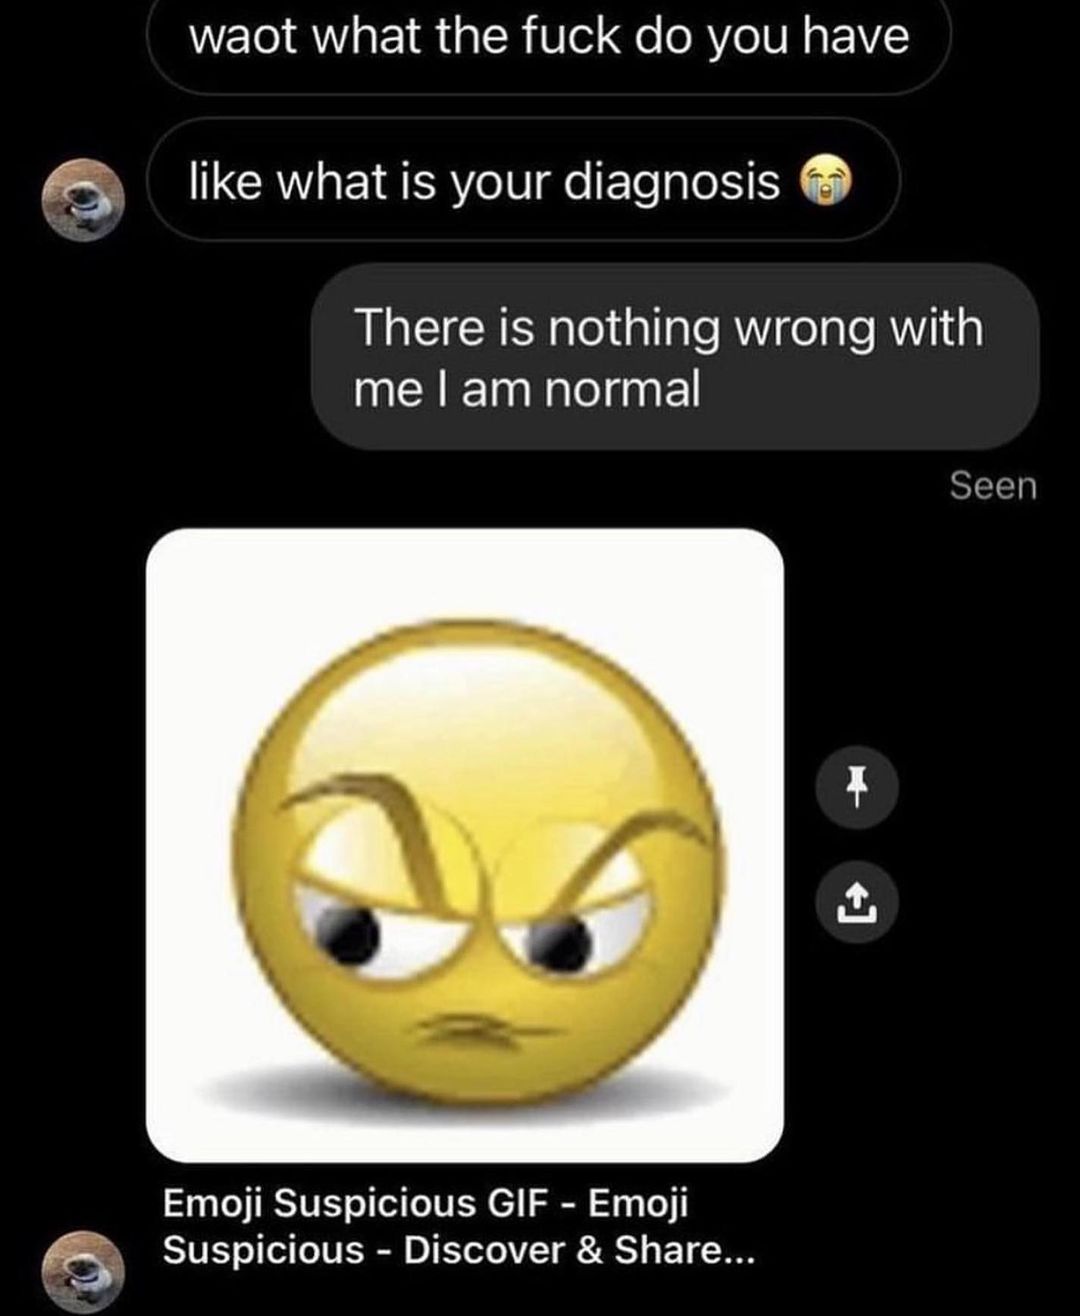 waot what the fuck do you have
like what is your diagnosis 😭
There is nothing wrong with
me I am normal
Seen
Emoji Suspicious GIF - Emoji
Suspicious - Discover & Share...